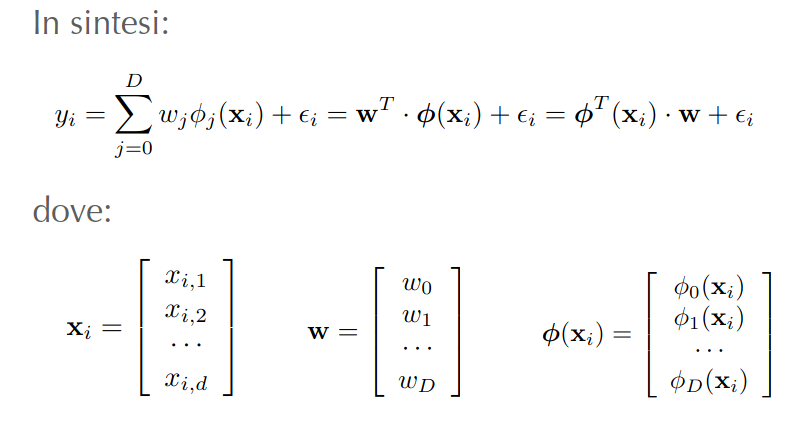 In sintesi:
$y_i = \sum_{j=0}^{D} w_j \phi_j(\mathbf{x}_i) + \epsilon_i = \mathbf{w}^T \cdot \boldsymbol{\phi}(\mathbf{x}_i) + \epsilon_i = \boldsymbol{\phi}^T(\mathbf{x}_i) \cdot \mathbf{w} + \epsilon_i$
dove:
$\mathbf{x}_i = \begin{bmatrix} x_{i,1} \\ x_{i,2} \\ \cdots \\ x_{i,d} \end{bmatrix} \quad \mathbf{w} = \begin{bmatrix} w_0 \\ w_1 \\ \cdots \\ w_D \end{bmatrix} \quad \boldsymbol{\phi}(\mathbf{x}_i) = \begin{bmatrix} \phi_0(\mathbf{x}_i) \\ \phi_1(\mathbf{x}_i) \\ \cdots \\ \phi_D(\mathbf{x}_i) \end{bmatrix}$